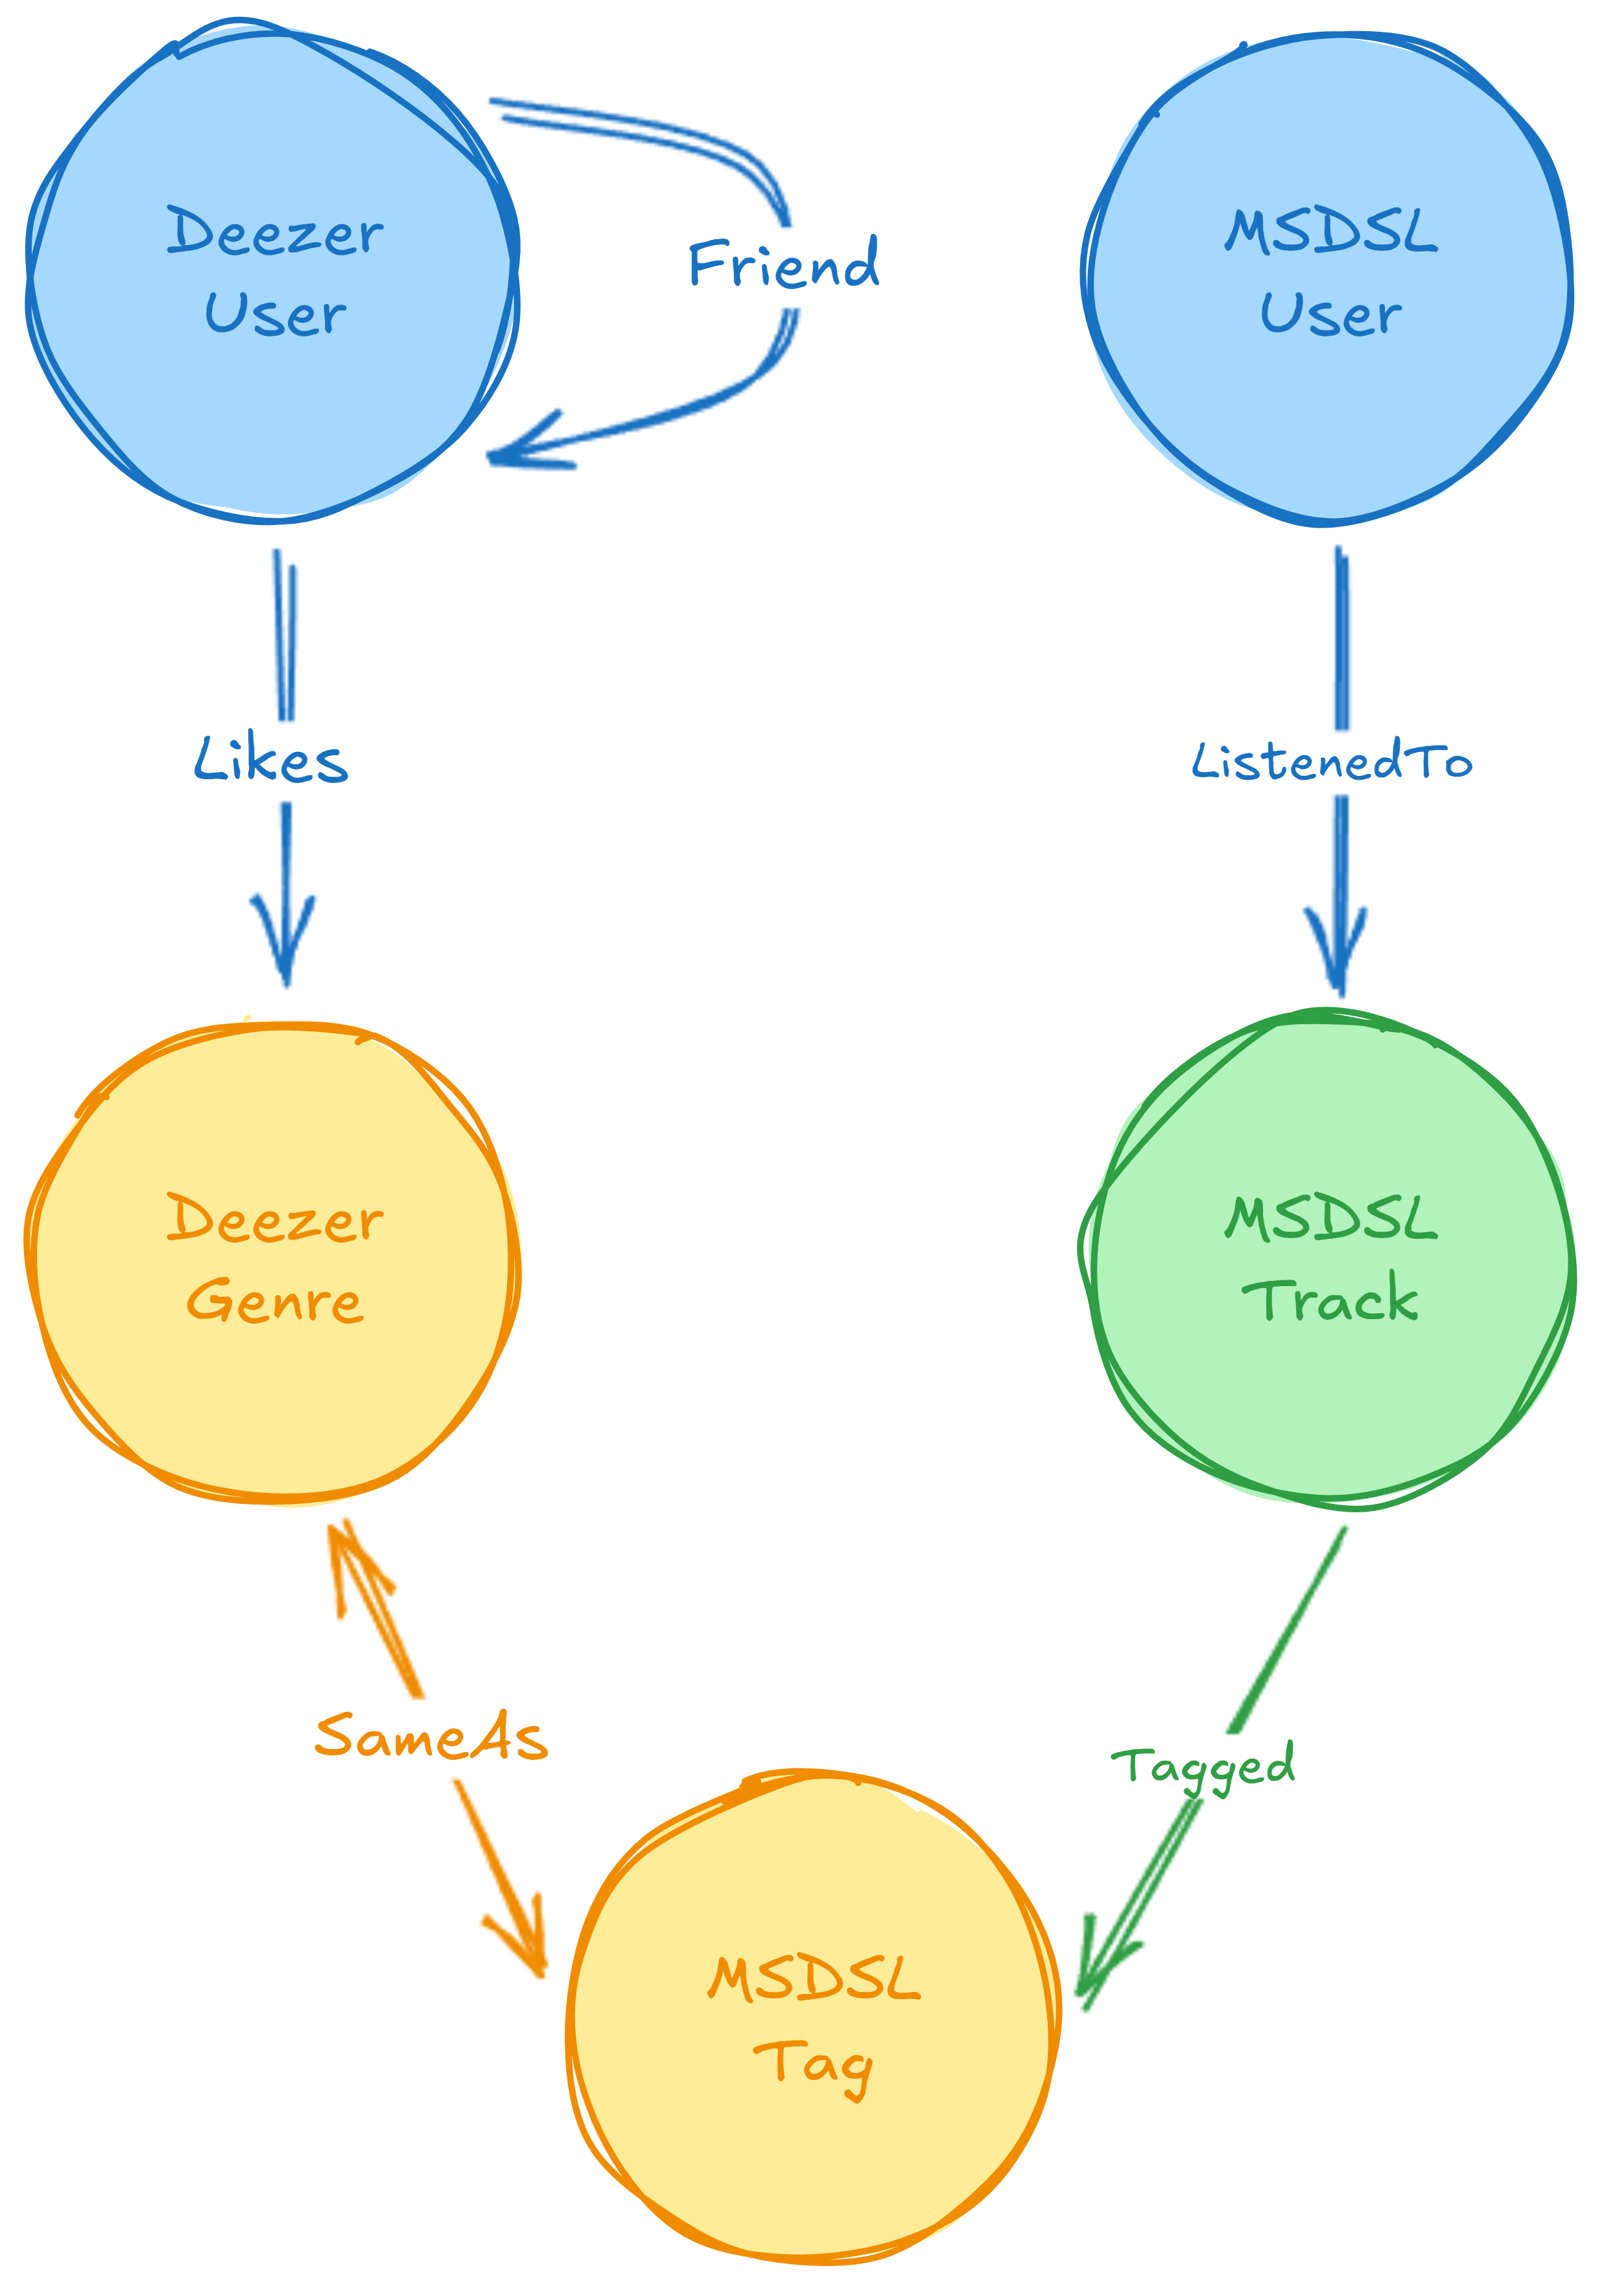 Deezer
User
Friend
MSDSL
User
Likes
ListenedTo
Deezer
Genre
MSDSL
Track
SameAs
Tagged
MSDSL
Tag